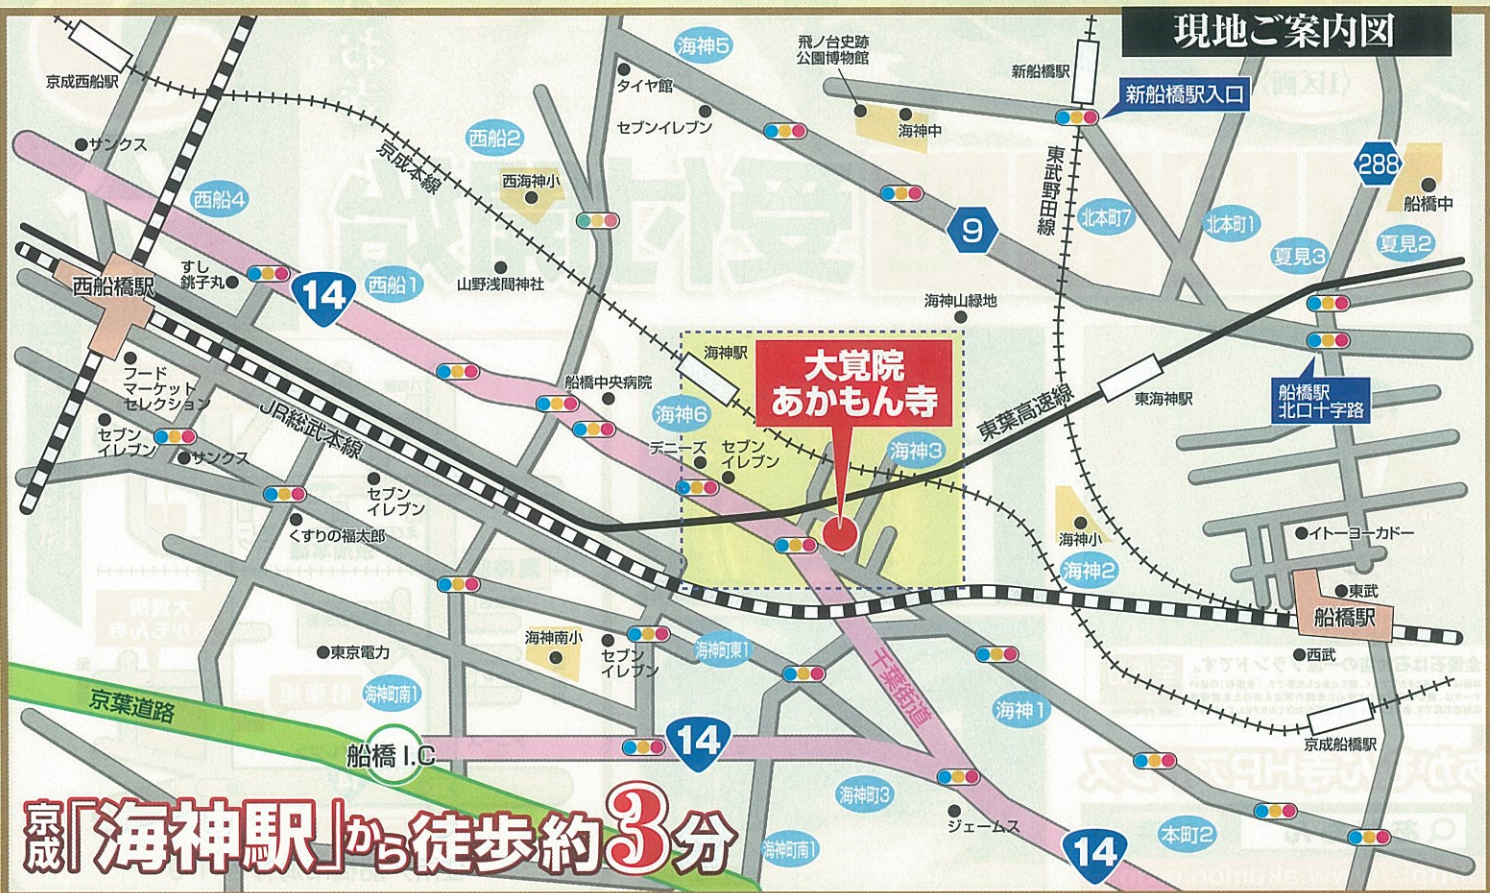 現地ご案内図
京成西船駅
サンクス
西船4
すし
銚子丸
西船橋駅
14
西船1
京成本線
西船2
西海神小
山野浅間神社
海神5
タイヤ館
セブンイレブン
飛ノ台史跡
公園博物館
海神中
新船橋駅
新船橋駅入口
東武野田線
北本町7
北本町1
9
288
船橋中
夏見3
夏見2
海神山緑地
海神駅
大覚院
あかもん寺
船橋中央病院
海神6
デニーズ
セブン
イレブン
海神3
東葉高速線
東海神駅
船橋駅
北口十字路
フード
マーケット
セレクション
セブン
イレブン
サンクス
JR総武本線
セブン
イレブン
くすりの福太郎
海神小
海神2
イトーヨーカドー
東武
船橋駅
西武
東京電力
海神南小
セブン
イレブン
海神町東1
海神町南1
京葉道路
船橋I.C
14
千葉街道
海神1
京成船橋駅
海神町3
ジェームス
本町2
14
海神町南1
京成「海神駅」から徒歩約3分